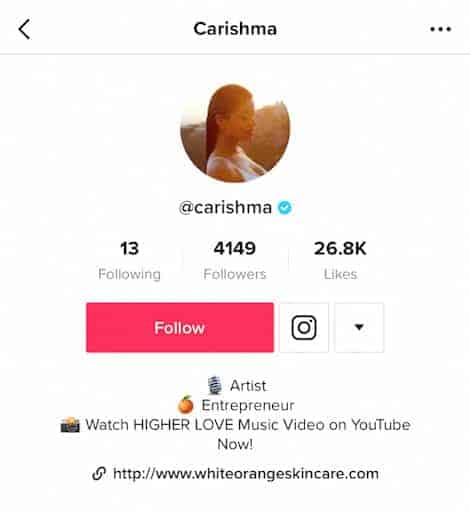 Carishma
@carishma
13 4149 26.8K
Following Followers Likes
Follow
Artist
Entrepreneur
Watch HIGHER LOVE Music Video on YouTube
Now!
http://www.whiteorangeskincare.com